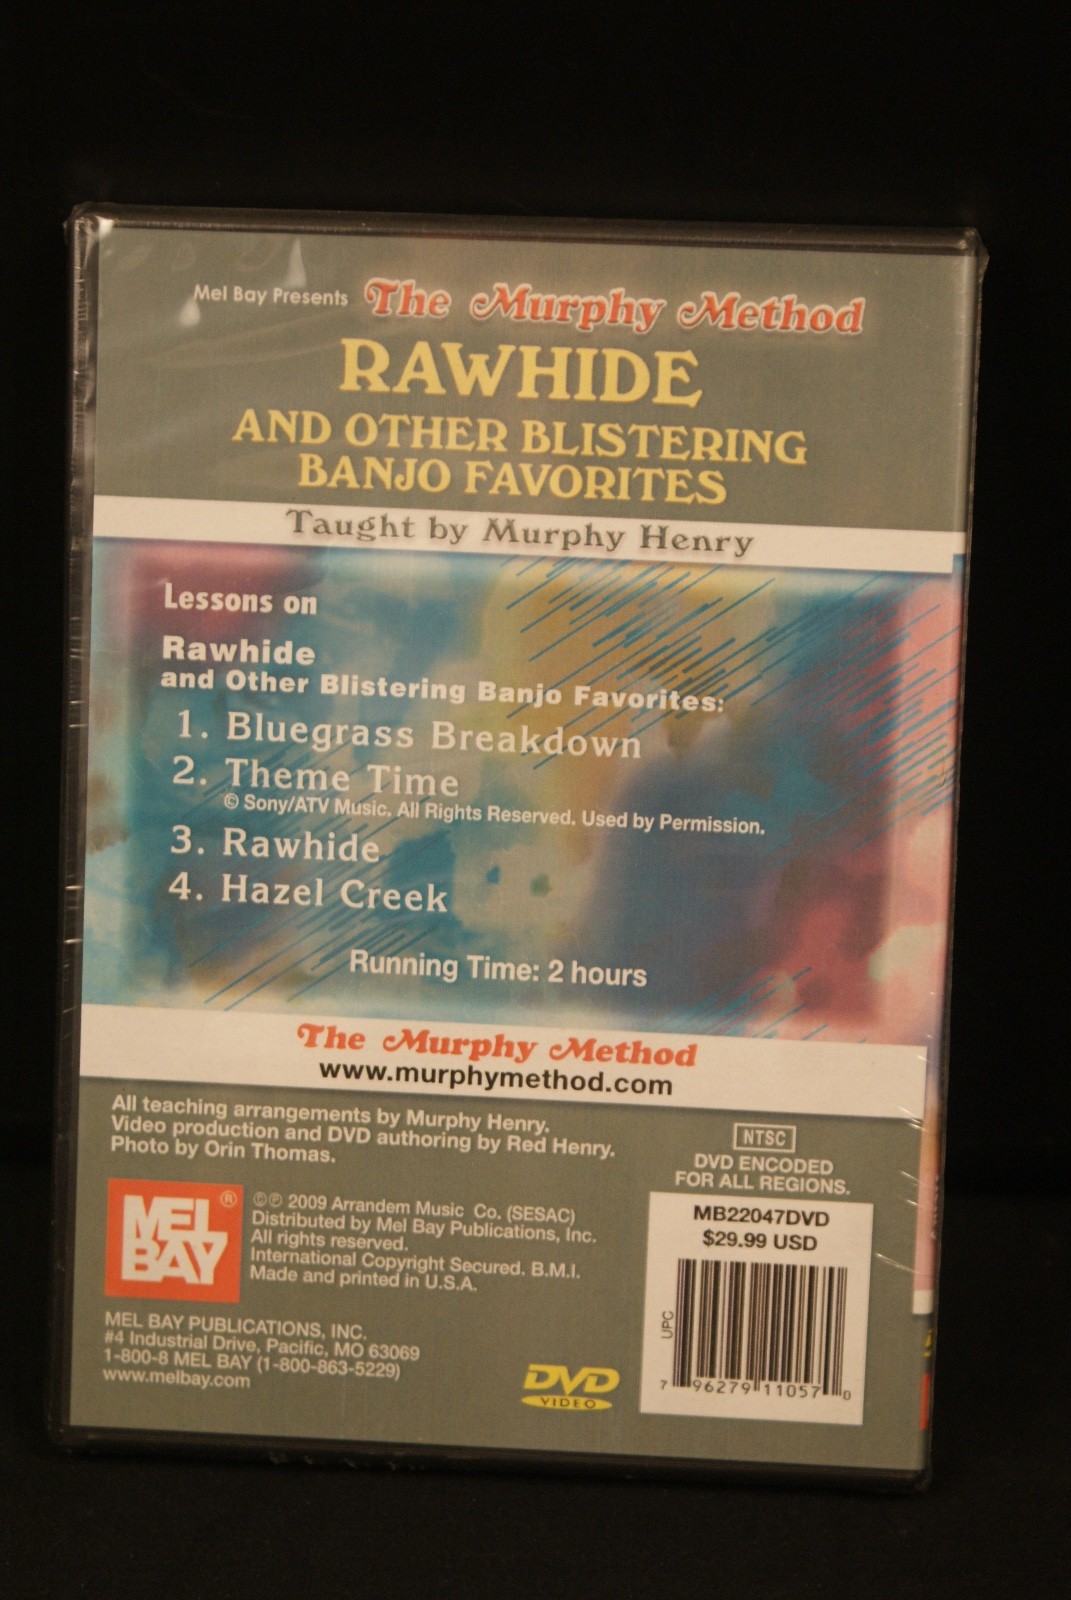 Mel Bay Presents The Murphy Method
RAWHIDE
AND OTHER BLISTERING
BANJO FAVORITES
Taught by Murphy Henry
Lessons on
Rawhide
and Other Blistering Banjo Favorites:
1. Bluegrass Breakdown
2. Theme Time
© Sony/ATV Music. All Rights Reserved. Used by Permission.
3. Rawhide
4. Hazel Creek
Running Time: 2 hours
The Murphy Method
www.murphymethod.com
All teaching arrangements by Murphy Henry.
Video production and DVD authoring by Red Henry.
Photo by Orin Thomas.
NTSC
DVD ENCODED
FOR ALL REGIONS.
MEL
BAY®
©℗ 2009 Arrandem Music Co. (SESAC)
Distributed by Mel Bay Publications, Inc.
All rights reserved.
International Copyright Secured. B.M.I.
Made and printed in U.S.A.
MB22047DVD
$29.99 USD
UPC
7 96279 11057 0
MEL BAY PUBLICATIONS, INC.
#4 Industrial Drive, Pacific, MO 63069
1-800-8 MEL BAY (1-800-863-5229)
www.melbay.com
DVD
VIDEO